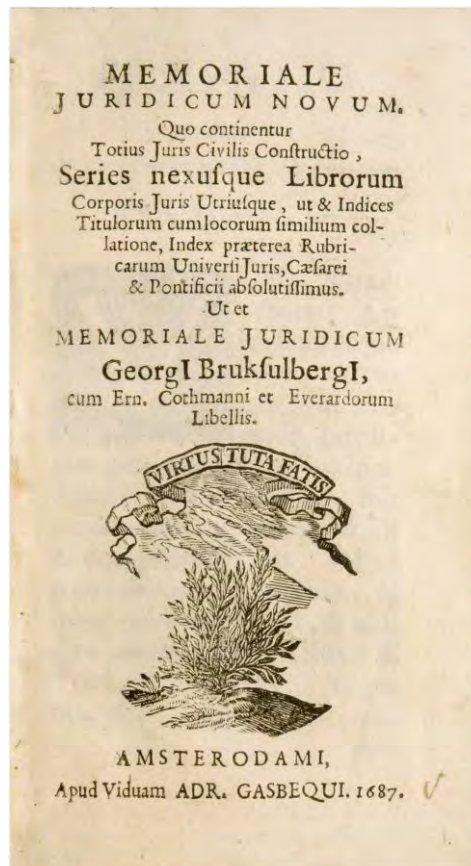 MEMORIALE
JURIDICUM NOVUM.
Quo continentur
Totius Juris Civilis Conſtructio,
Series nexuſque Librorum
Corporis Juris Utriuſque, ut & Indices
Titulorum cum locorum ſimilium col-
latione, Index præterea Rubri-
carum Univerſi Juris, Cæſarei
& Pontificii abſolutiſſimus.
Ut et
MEMORIALE JURIDICUM
GeorgI BrukſulbergI,
cum Ern. Cothmanni et Everardorum
Libellis.
VIRTUS TUTA FATIS
AMSTERODAMI,
Apud Viduam ADR. GASBEQUI. 1687.